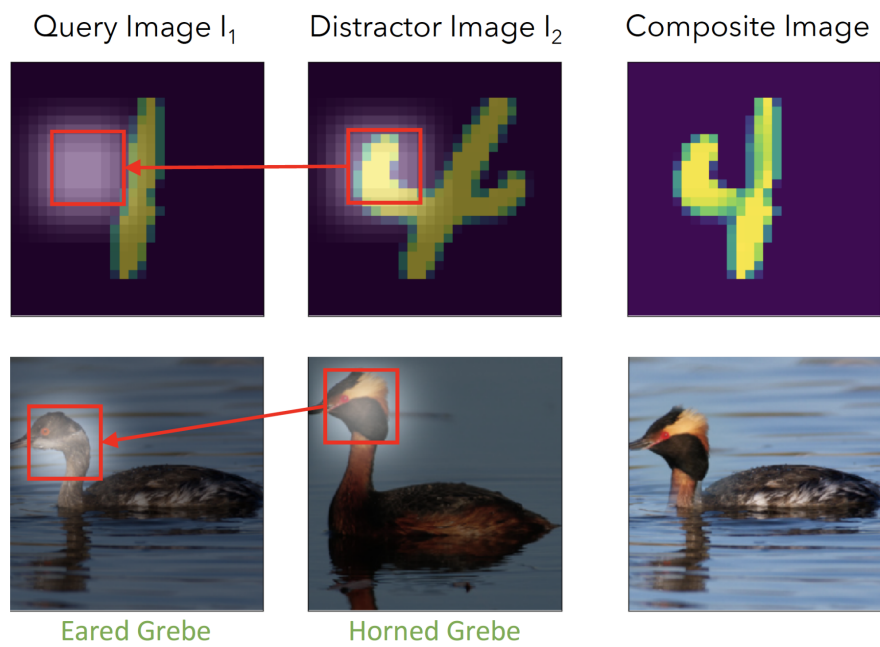 Query Image I₁
Distractor Image I₂
Composite Image
Eared Grebe
Horned Grebe